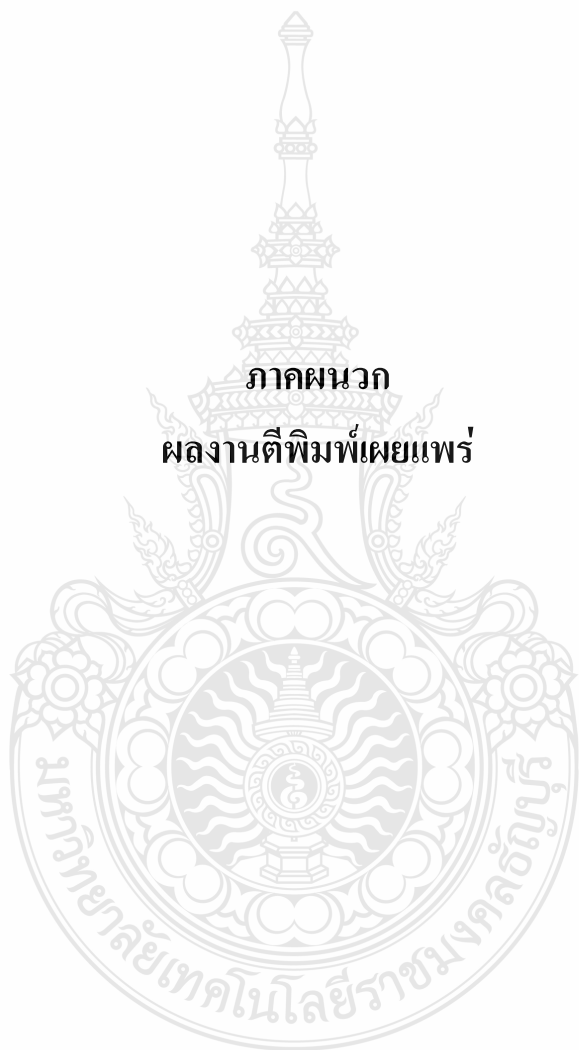 ภาคผนวก
ผลงานตีพิมพ์เผยแพร่
มหาวิทยาลัยเทคโนโลยีราชมงคลธัญบุรี